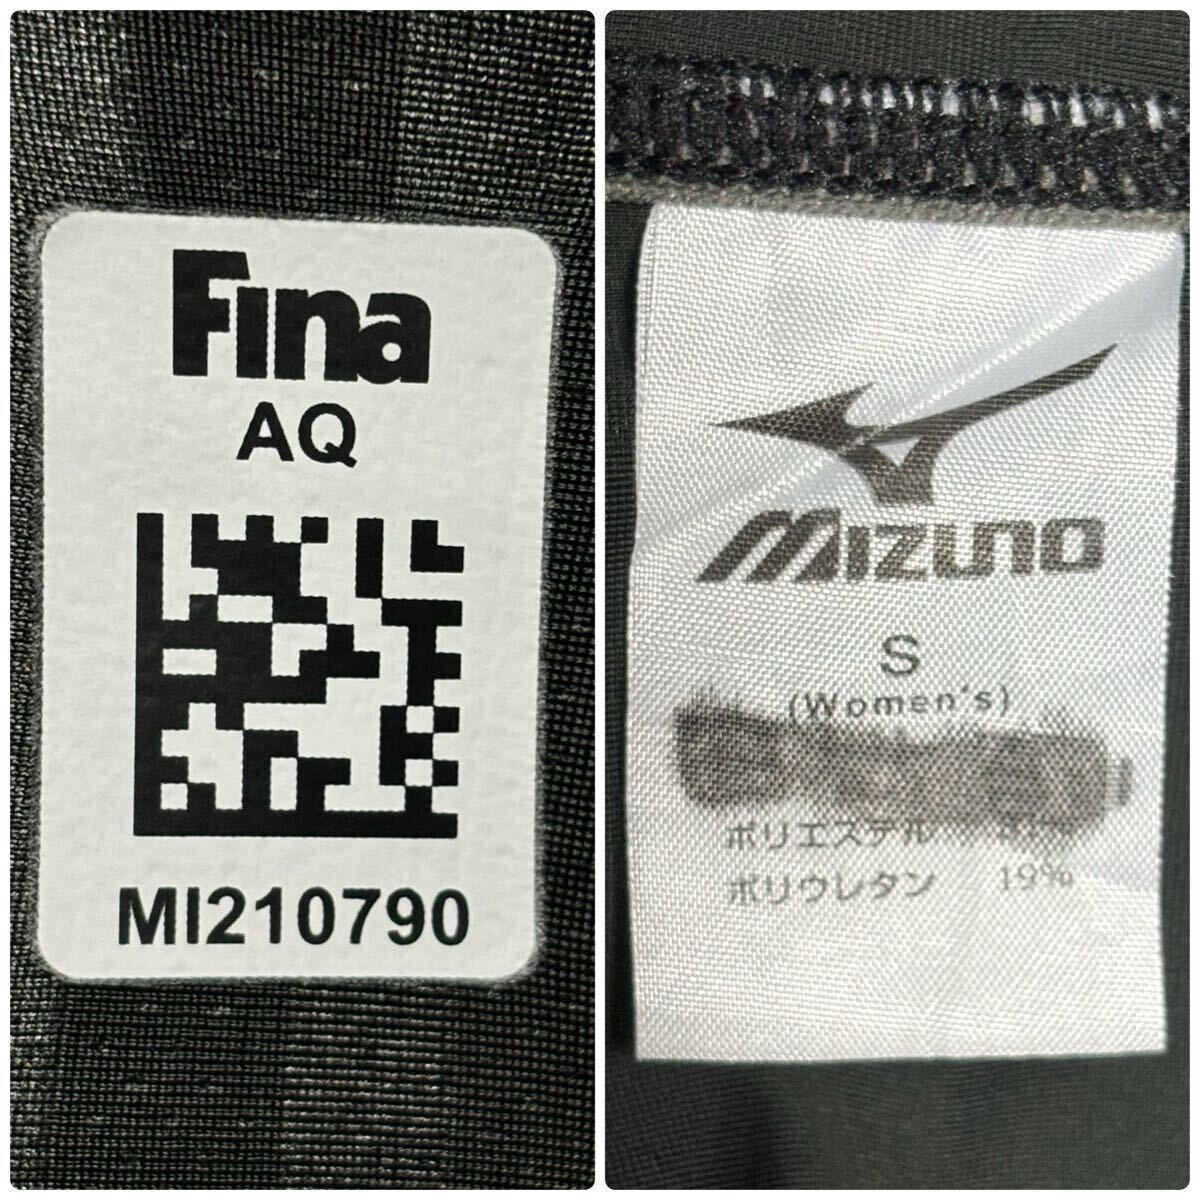 Fina
AQ
MI210790
MIZUNO
S
(Women's)
ポリエステル
ポリウレタン 19%